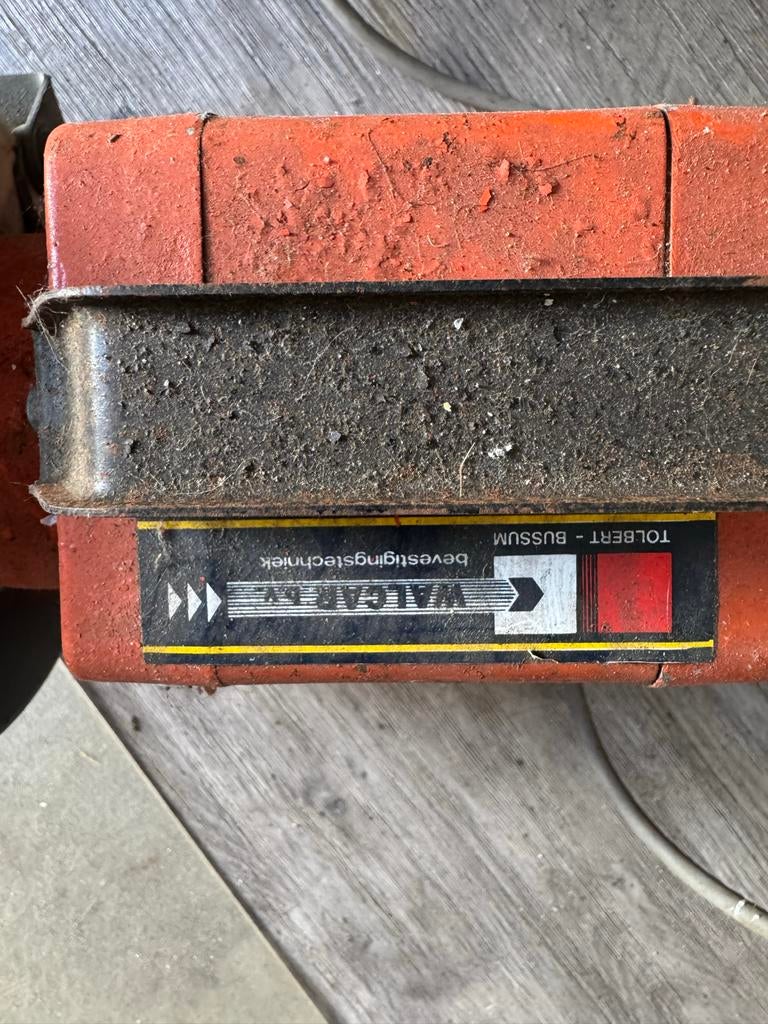 TOLBERT - BUSSUM
bevestigingstechniek
WALCAR b.v.